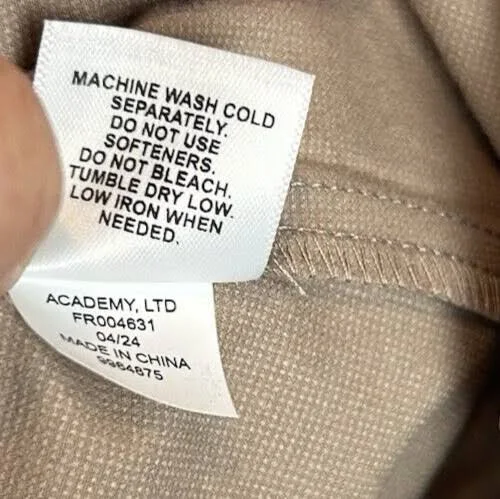 MACHINE WASH COLD
SEPARATELY.
DO NOT USE
SOFTENERS.
DO NOT BLEACH,
TUMBLE DRY LOW.
LOW IRON WHEN
NEEDED.
ACADEMY, LTD
FR004631
04/24
MADE IN CHINA
9964875